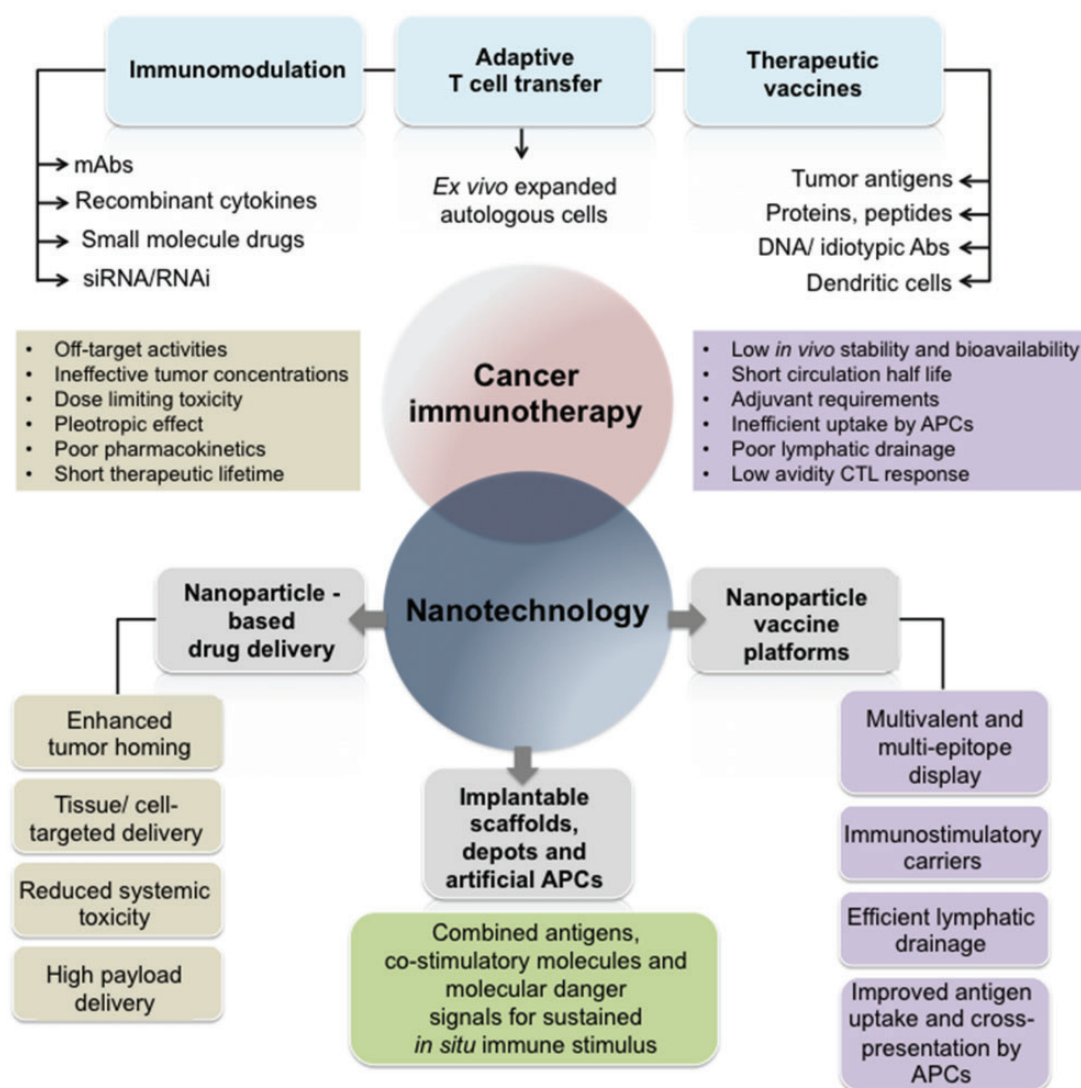 Immunomodulation
Adaptive
T cell transfer
Therapeutic
vaccines
mAbs
Recombinant cytokines
Small molecule drugs
siRNA/RNAi
Ex vivo expanded
autologous cells
Tumor antigens
Proteins, peptides
DNA/ idiotypic Abs
Dendritic cells
• Off-target activities
• Ineffective tumor concentrations
• Dose limiting toxicity
• Pleotropic effect
• Poor pharmacokinetics
• Short therapeutic lifetime
Cancer
immunotherapy
• Low in vivo stability and bioavailability
• Short circulation half life
• Adjuvant requirements
• Inefficient uptake by APCs
• Poor lymphatic drainage
• Low avidity CTL response
Nanoparticle -
based
drug delivery
Nanotechnology
Nanoparticle
vaccine
platforms
Enhanced
tumor homing
Tissue/ cell-
targeted delivery
Reduced systemic
toxicity
High payload
delivery
Implantable
scaffolds,
depots and
artificial APCs
Combined antigens,
co-stimulatory molecules and
molecular danger
signals for sustained
in situ immune stimulus
Multivalent and
multi-epitope
display
Immunostimulatory
carriers
Efficient lymphatic
drainage
Improved antigen
uptake and cross-
presentation by
APCs